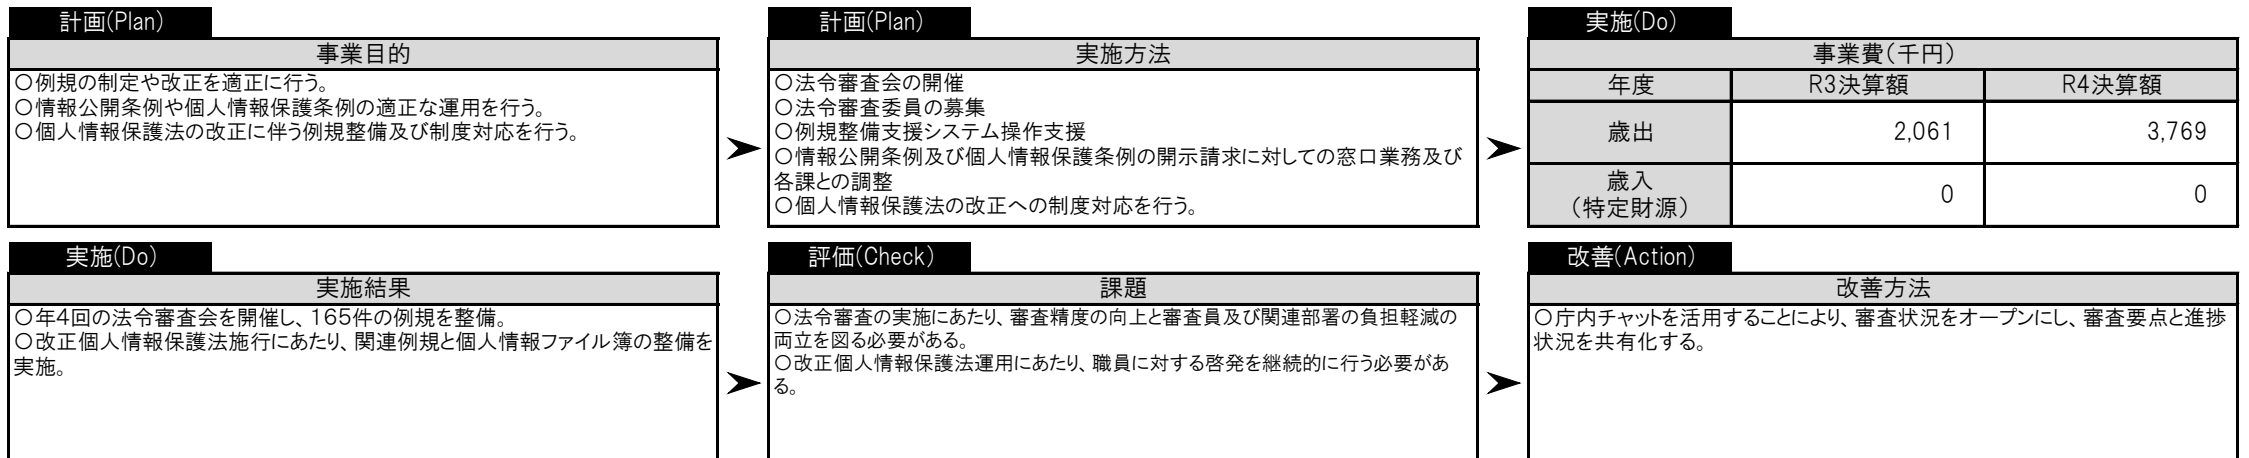 計画(Plan)
事業目的
○例規の制定や改正を適正に行う。
○情報公開条例や個人情報保護条例の適正な運用を行う。
○個人情報保護法の改正に伴う例規整備及び制度対応を行う。
計画(Plan)
実施方法
○法令審査会の開催
○法令審査委員の募集
○例規整備支援システム操作支援
○情報公開条例及び個人情報保護条例の開示請求に対しての窓口業務及び
各課との調整
○個人情報保護法の改正への制度対応を行う。
実施(Do)
事業費(千円)
年度 R3決算額 R4決算額
歳出 2,061 3,769
歳入
(特定財源) 0 0
実施(Do)
実施結果
○年4回の法令審査会を開催し、165件の例規を整備。
○改正個人情報保護法施行にあたり、関連例規と個人情報ファイル簿の整備を
実施。
評価(Check)
課題
○法令審査の実施にあたり、審査精度の向上と審査員及び関連部署の負担軽減の
両立を図る必要がある。
○改正個人情報保護法運用にあたり、職員に対する啓発を継続的に行う必要があ
る。
改善(Action)
改善方法
○庁内チャットを活用することにより、審査状況をオープンにし、審査要点と進捗
状況を共有化する。